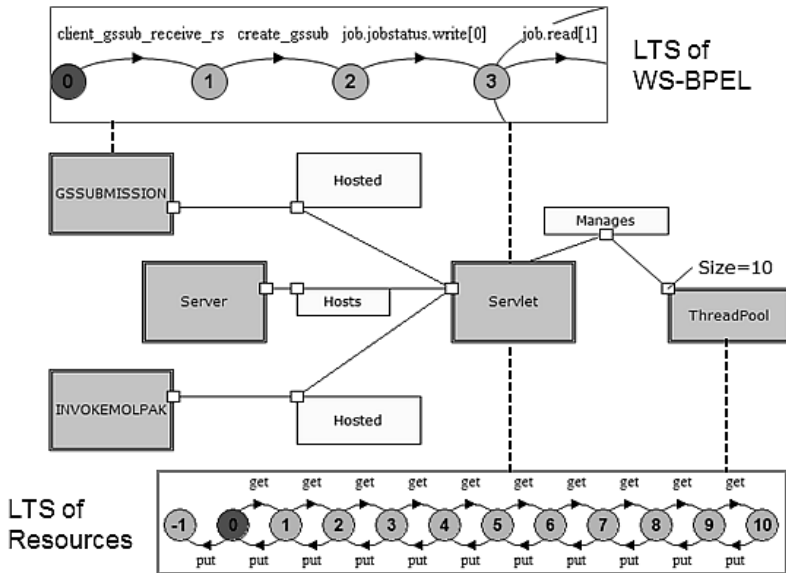 client_gssub_receive_rs create_gssub job.jobstatus.write[0] job.read[1]
0 1 2 3
LTS of
WS-BPEL
GSSUBMISSION
Hosted
Manages
Size=10
Server
Hosts
Servlet
ThreadPool
INVOKEMOLPAK
Hosted
LTS of
Resources
get get get get get get get get get get
-1 0 1 2 3 4 5 6 7 8 9 10
put put put put put put put put put put put